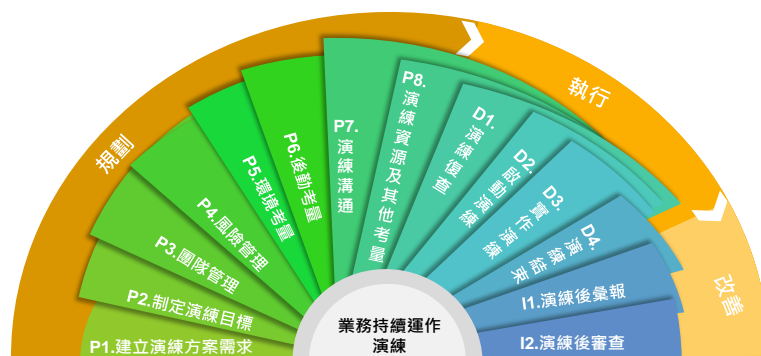 規劃
執行
改善
P1.建立演練方案需求
P2.制定演練目標
P3.團隊管理
P4.風險管理
P5.環境考量
P6.後勤考量
P7.演練溝通
P8.演練資源及其他考量
D1.演練復查
D2.啟動演練
D3.實作演練
D4.演練結束
I1.演練後彙報
I2.演練後審查
業務持續運作
演練